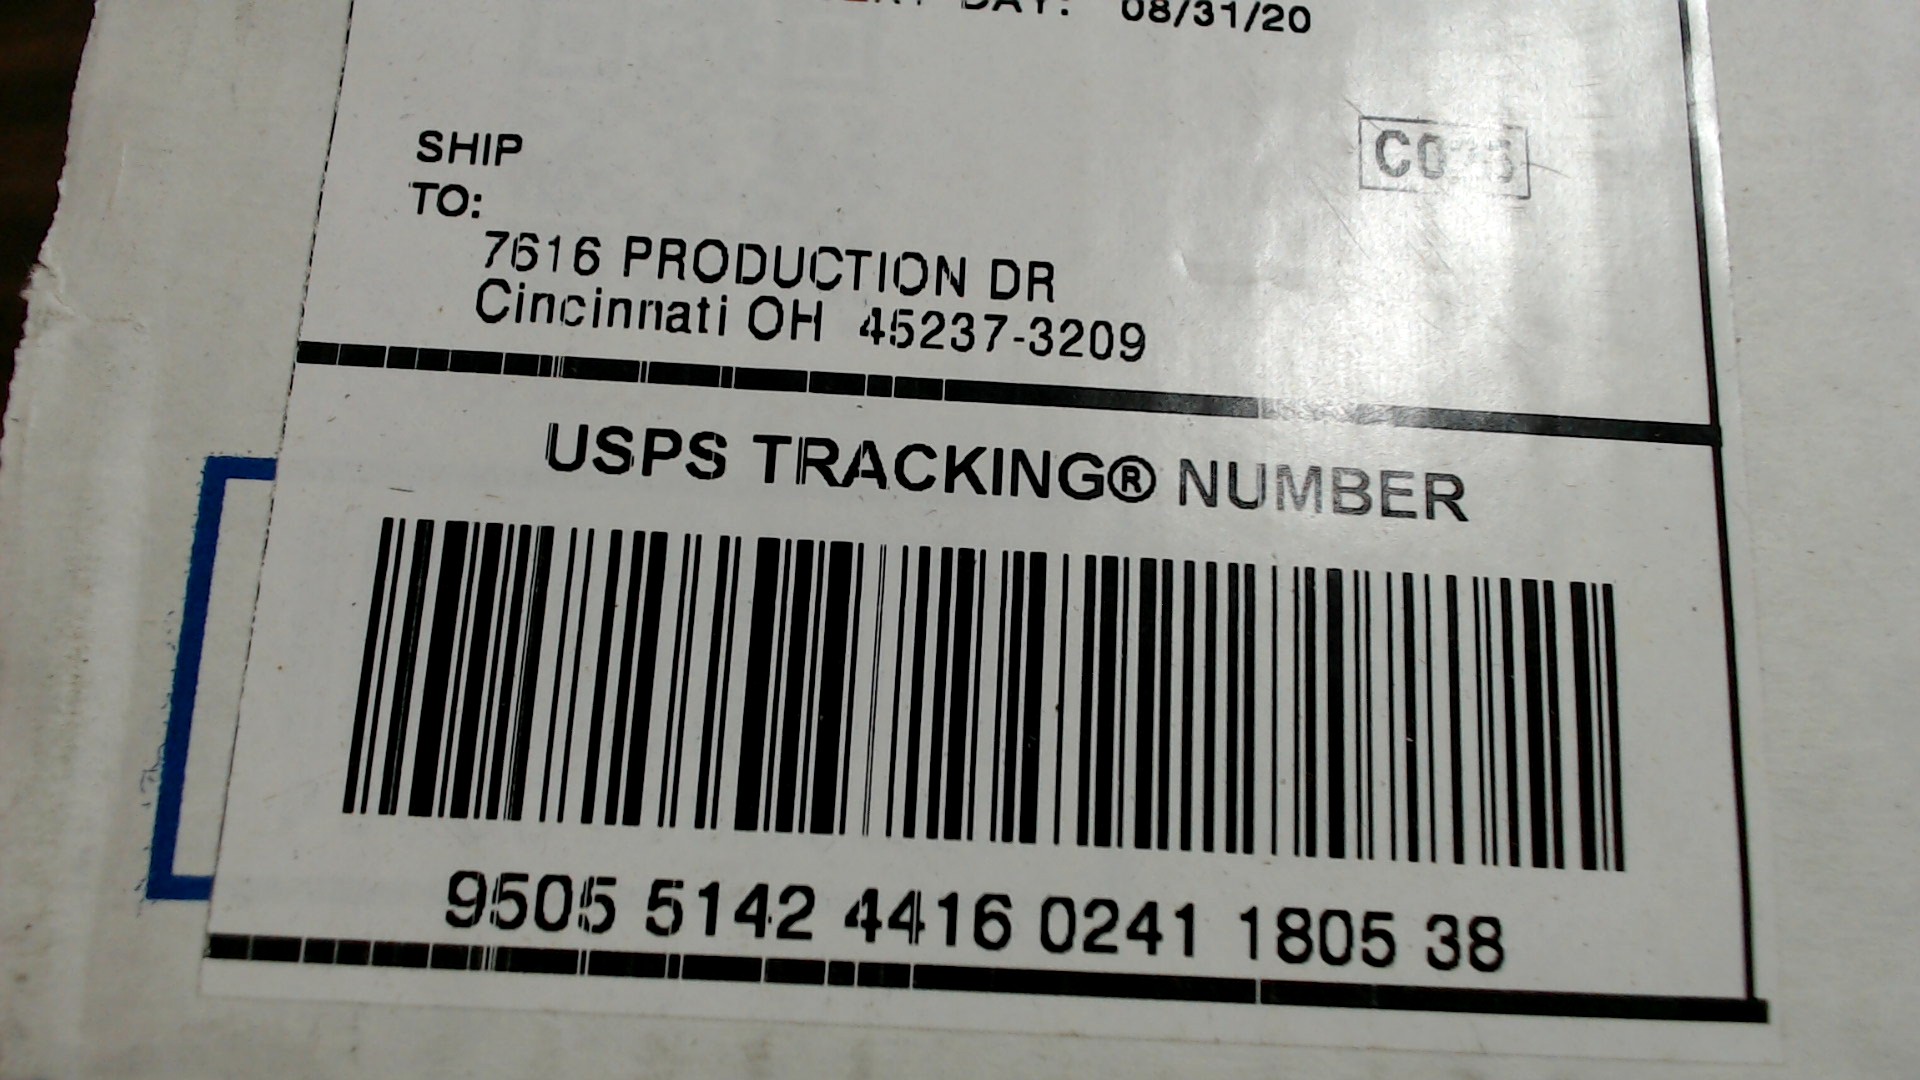 DAY: 08/31/20
SHIP
TO:
7616 PRODUCTION DR
Cincinnati OH 45237-3209
USPS TRACKING® NUMBER
9505 5142 4416 0241 1805 38